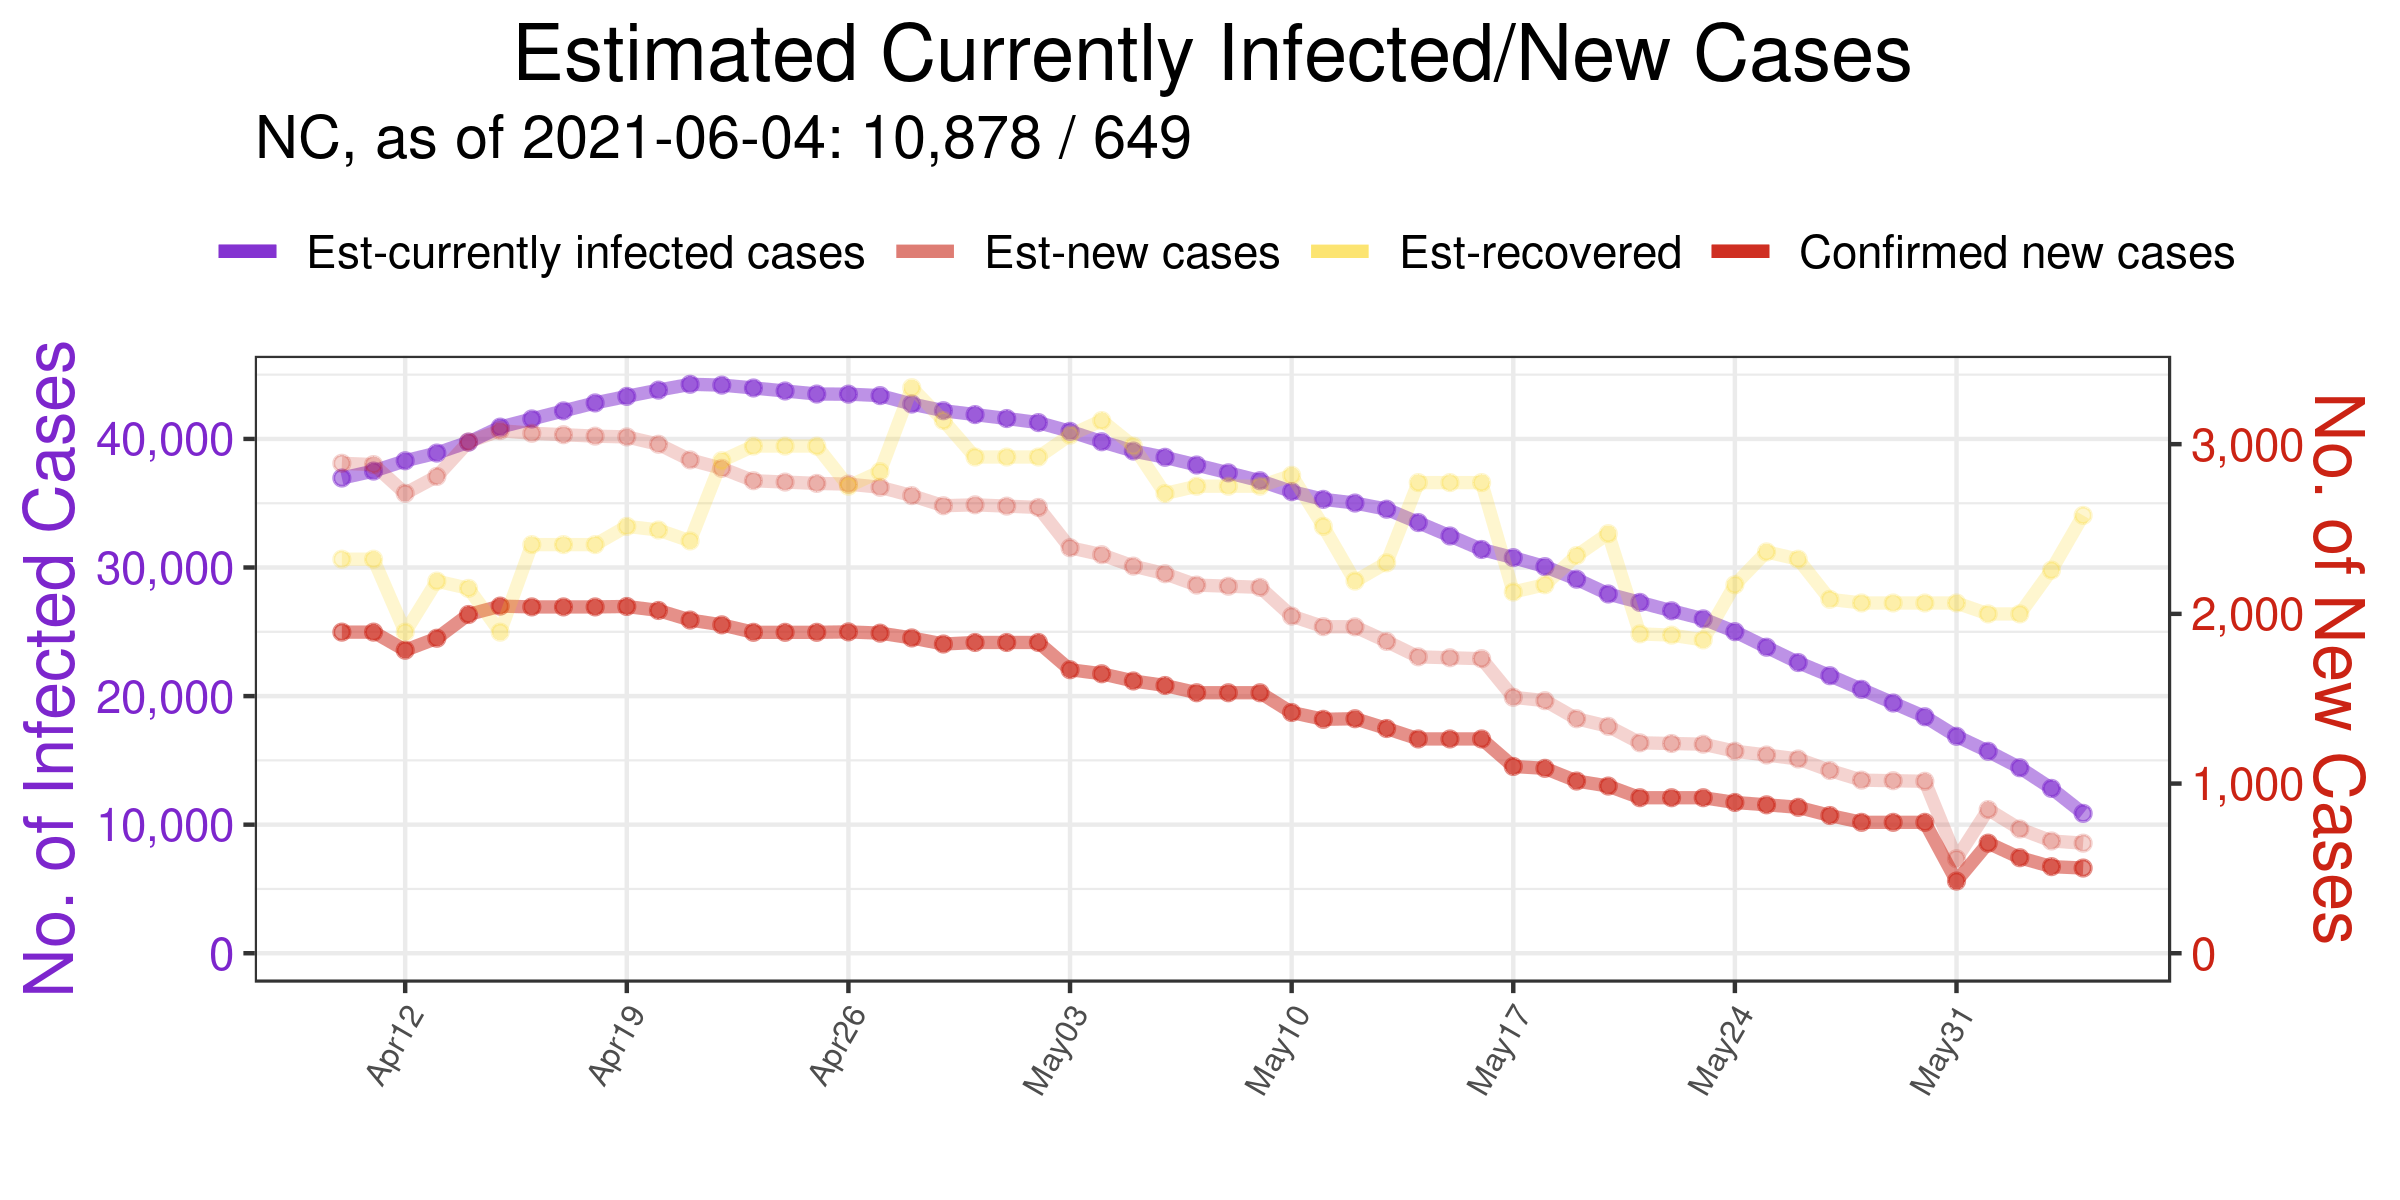 Estimated Currently Infected/New Cases
NC, as of 2021-06-04: 10,878 / 649
Est-currently infected cases Est-new cases Est-recovered Confirmed new cases
No. of Infected Cases
40,000
30,000
20,000
10,000
0
3,000
2,000
1,000
0
No. of New Cases
Apr12 Apr19 Apr26 May03 May10 May17 May24 May31